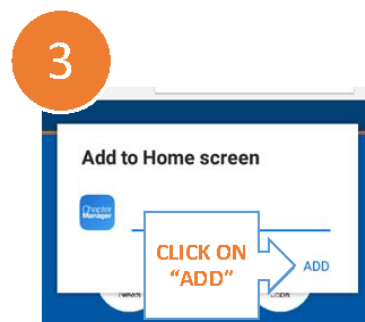 3
Add to Home screen
Chapter
Manager
CLICK ON
“ADD”
ADD